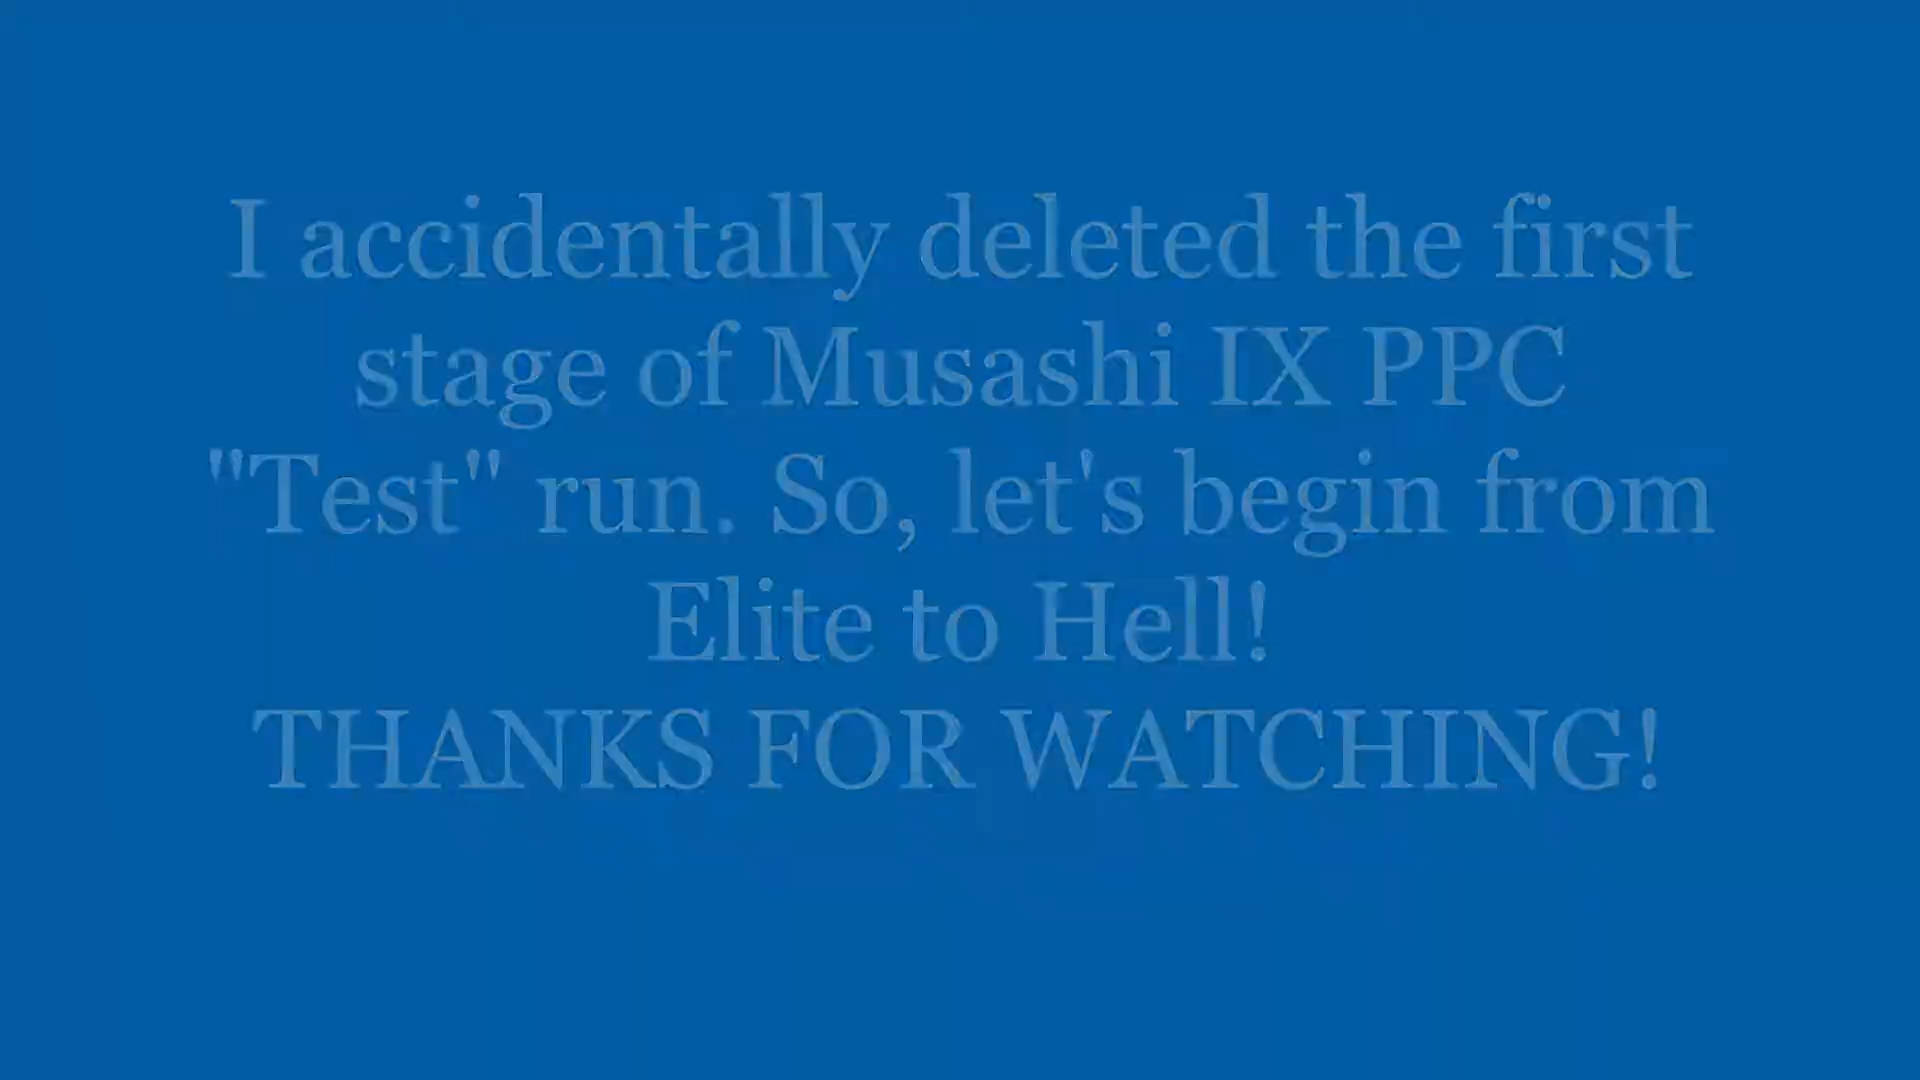 I accidentally deleted the first
stage of Musashi IX PPC
"Test" run. So, let's begin from
Elite to Hell!
THANKS FOR WATCHING!